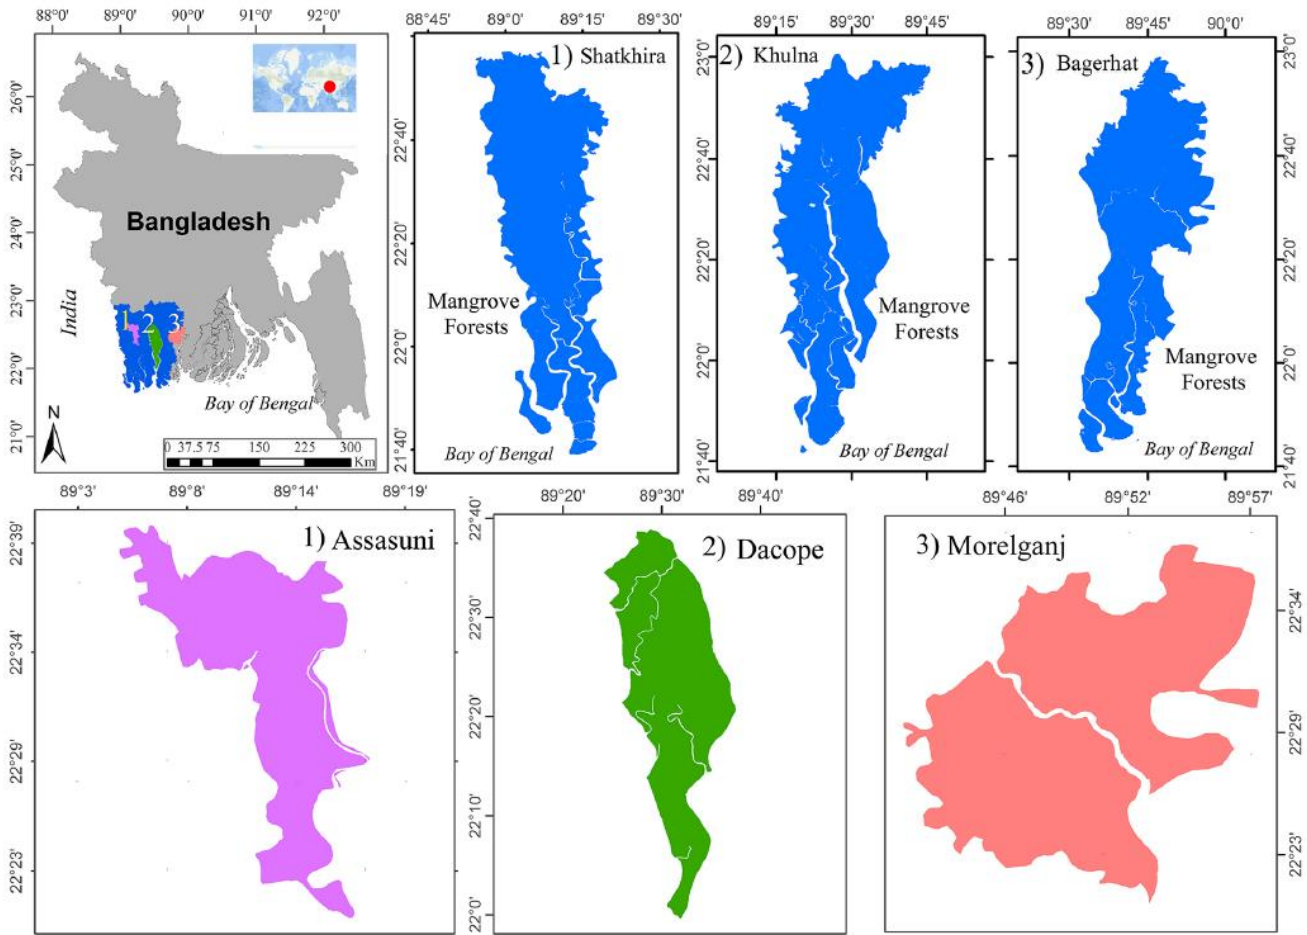 88°0' 89°0' 90°0' 91°0' 92°0'
26°0'
25°0'
24°0'
23°0'
22°0'
21°0'
Bangladesh
India
1 2 3
Bay of Bengal
N
0 37.5 75 150 225 300
Km
88°45' 89°0' 89°15' 89°30'
1) Shatkhira
22°40'
22°20'
22°0'
21°40'
Mangrove
Forests
Bay of Bengal
89°15' 89°30' 89°45'
2) Khulna
23°0'
22°40'
22°20'
22°0'
21°40'
Mangrove
Forests
Bay of Bengal
89°30' 89°45' 90°0'
3) Bagerhat
23°0'
22°40'
22°20'
22°0'
21°40'
Mangrove
Forests
Bay of Bengal
89°3' 89°8' 89°14' 89°19'
1) Assasuni
22°39'
22°34'
22°29'
22°23'
89°20' 89°30' 89°40'
2) Dacope
22°40'
22°30'
22°20'
22°10'
22°0'
89°40'
89°46' 89°52' 89°57'
3) Morelganj
22°34'
22°29'
22°23'